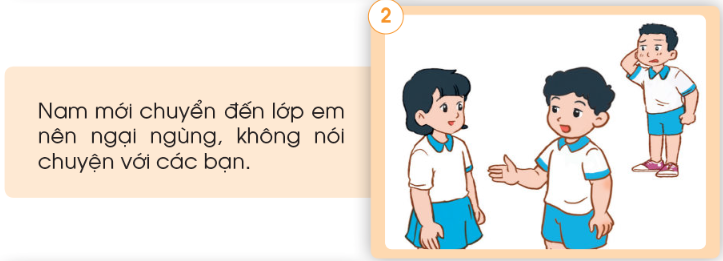 2
Nam mới chuyển đến lớp em
nên ngại ngùng, không nói
chuyện với các bạn.